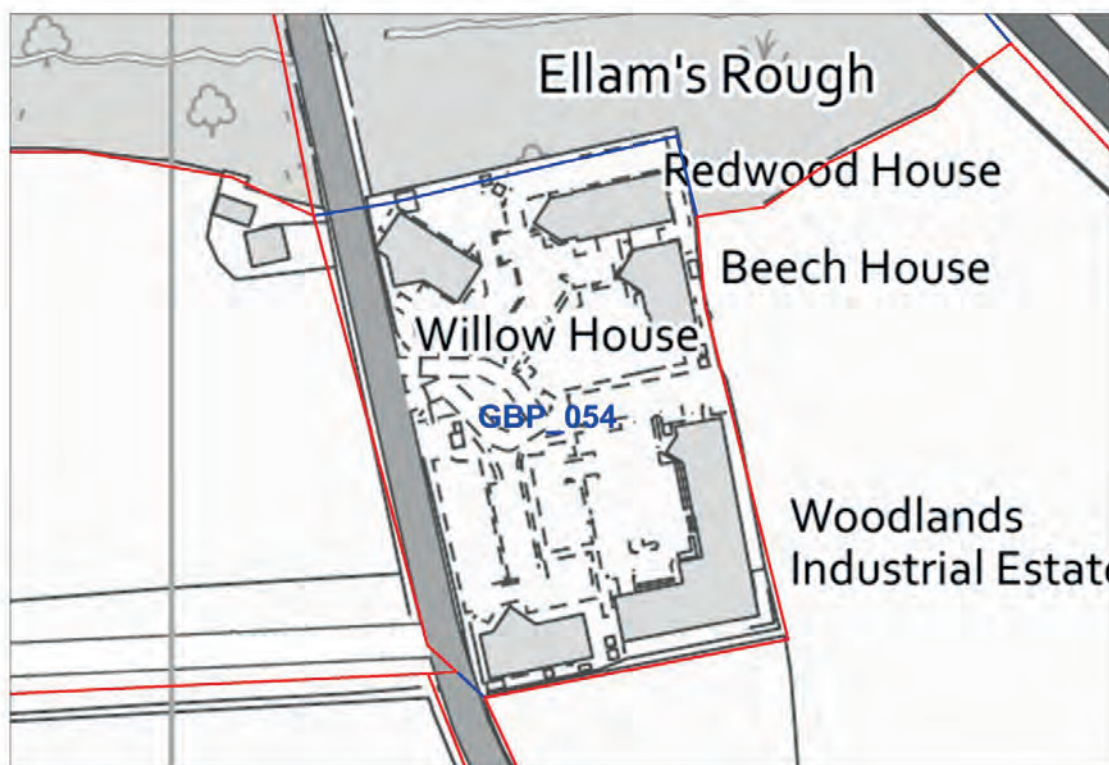 Ellam's Rough
Redwood House
Beech House
Willow House
GBP_054
Woodlands
Industrial Estate